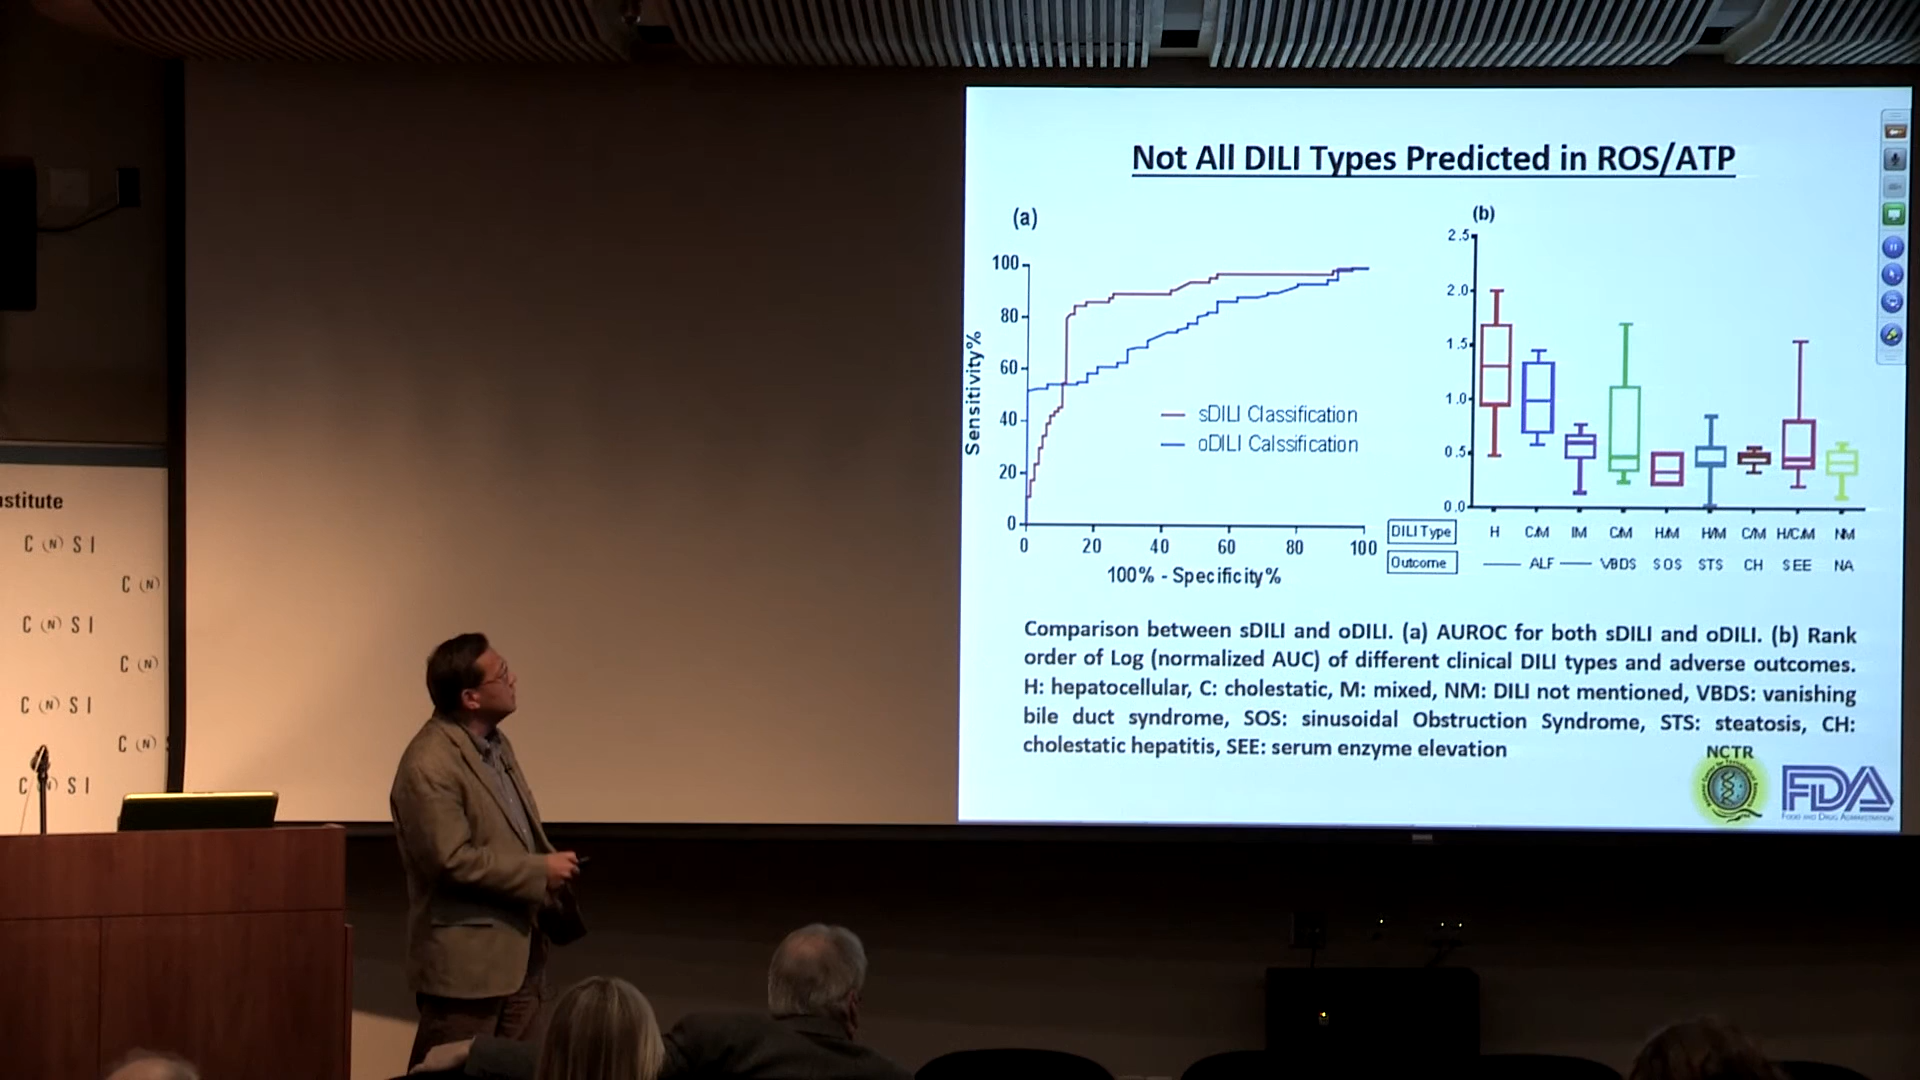 Not All DILI Types Predicted in ROS/ATP
(a)
100
80
60
40
20
0
Sensitivity%
0 20 40 60 80 100
100% - Specificity%
sDILI Classification
oDILI Calssification
(b)
2.5
2.0
1.5
1.0
0.5
0.0
DILI Type H C/M IM C/M H/M H/M C/M H/C/M NM
Outcome ALF VBDS SOS STS CH SEE NA
Comparison between sDILI and oDILI. (a) AUROC for both sDILI and oDILI. (b) Rank
order of Log (normalized AUC) of different clinical DILI types and adverse outcomes.
H: hepatocellular, C: cholestatic, M: mixed, NM: DILI not mentioned, VBDS: vanishing
bile duct syndrome, SOS: sinusoidal Obstruction Syndrome, STS: steatosis, CH:
cholestatic hepatitis, SEE: serum enzyme elevation
NCTR
FDA
FOOD AND DRUG ADMINISTRATION
nstitute
C (N) S I
C (N)
C (N) S I
C (N)
C (N) S I
C (N) S
C (N) S I